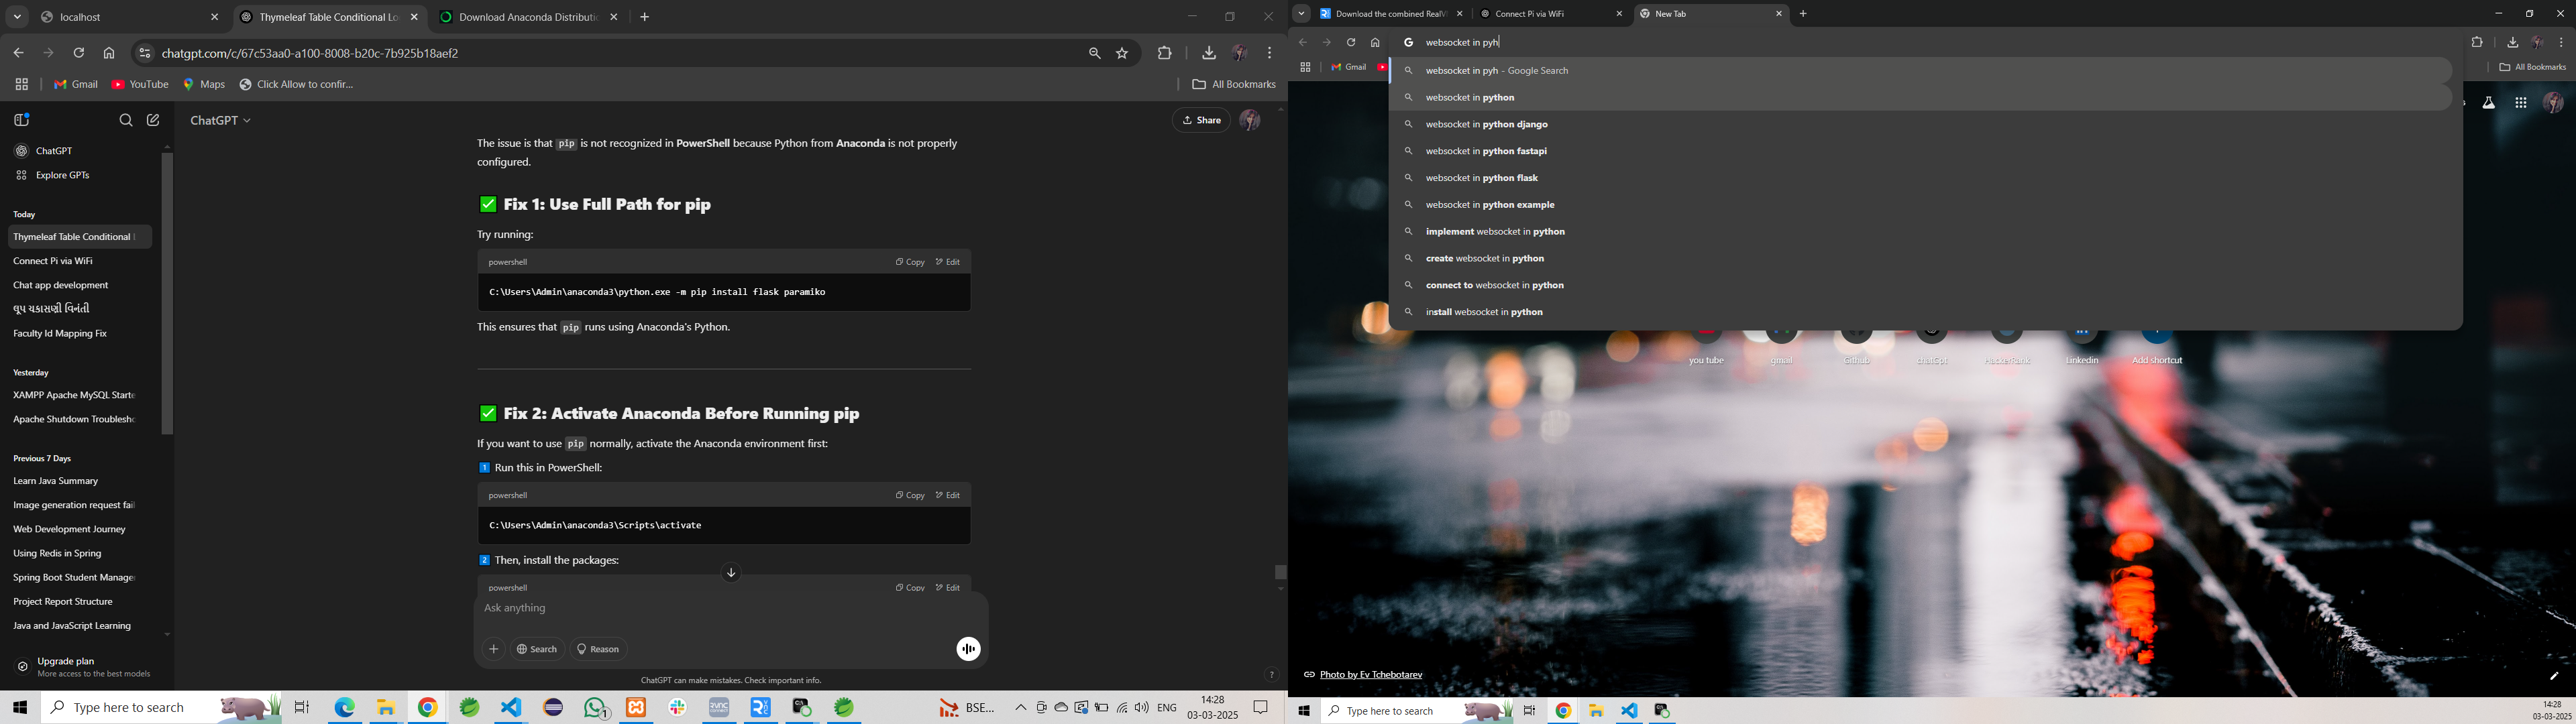 localhost
Thymeleaf Table Conditional Lo
Download Anaconda Distributio
chatgpt.com/c/67c53aa0-a100-8008-b20c-7b925b18aef2
Gmail
YouTube
Maps
Click Allow to confir...
All Bookmarks
ChatGPT
Explore GPTs
Today
Thymeleaf Table Conditional L
Connect Pi via WiFi
Chat app development
લૂપ ચકાસણી વિનંતી
Faculty Id Mapping Fix
Yesterday
XAMPP Apache MySQL Starte
Apache Shutdown Troublesho
Previous 7 Days
Learn Java Summary
Image generation request fail
Web Development Journey
Using Redis in Spring
Spring Boot Student Manage
Project Report Structure
Java and JavaScript Learning
Upgrade plan
More access to the best models
ChatGPT
Share
The issue is that pip is not recognized in PowerShell because Python from Anaconda is not properly
configured.
✅ Fix 1: Use Full Path for pip
Try running:
powershell
Copy
Edit
C:\Users\Admin\anaconda3\python.exe -m pip install flask paramiko
This ensures that pip runs using Anaconda's Python.
✅ Fix 2: Activate Anaconda Before Running pip
If you want to use pip normally, activate the Anaconda environment first:
1 Run this in PowerShell:
powershell
Copy
Edit
C:\Users\Admin\anaconda3\Scripts\activate
2 Then, install the packages:
powershell
Copy
Edit
Ask anything
Search
Reason
ChatGPT can make mistakes. Check important info.
?
Type here to search
1
BSE...
ENG
14:28
03-03-2025
Download the combined RealV
Connect Pi via WiFi
New Tab
websocket in pyh
Gmail
All Bookmarks
websocket in pyh - Google Search
websocket in python
websocket in python django
websocket in python fastapi
websocket in python flask
websocket in python example
implement websocket in python
create websocket in python
connect to websocket in python
install websocket in python
you tube
gmail
Github
chatGpt
HackerRank
Linkedin
Add shortcut
Photo by Ev Tchebotarev
Type here to search
14:28
03-03-2025